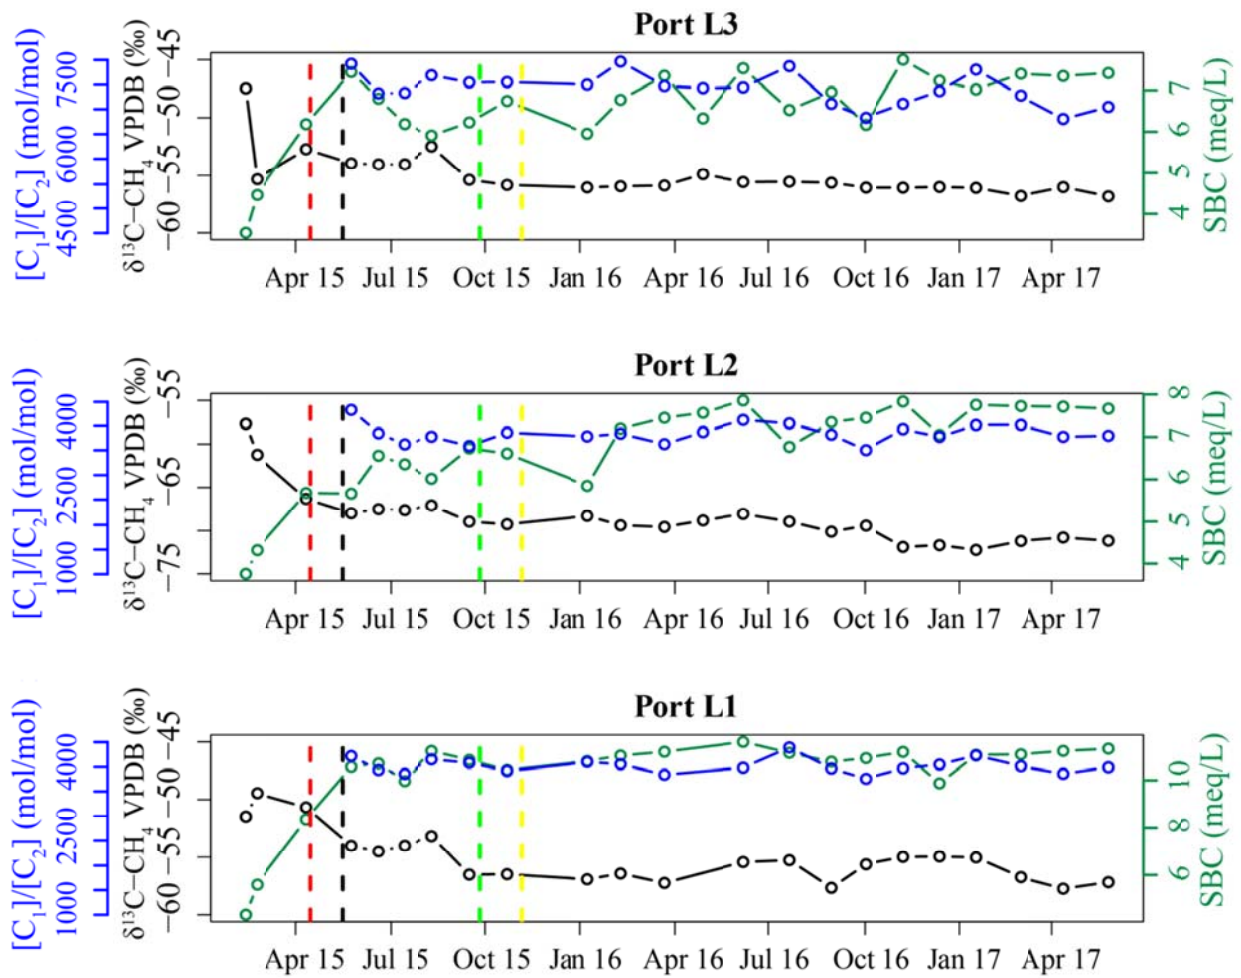 Port L3
[C₁]/[C₂] (mol/mol)
4500 6000 7500
δ¹³C−CH₄ VPDB (‰)
−60 −55 −50 −45
SBC (meq/L)
4 5 6 7
Apr 15 Jul 15 Oct 15 Jan 16 Apr 16 Jul 16 Oct 16 Jan 17 Apr 17
Port L2
[C₁]/[C₂] (mol/mol)
1000 2500 4000
δ¹³C−CH₄ VPDB (‰)
−75 −65 −55
SBC (meq/L)
4 5 6 7 8
Apr 15 Jul 15 Oct 15 Jan 16 Apr 16 Jul 16 Oct 16 Jan 17 Apr 17
Port L1
[C₁]/[C₂] (mol/mol)
1000 2500 4000
δ¹³C−CH₄ VPDB (‰)
−60 −55 −50 −45
SBC (meq/L)
6 8 10
Apr 15 Jul 15 Oct 15 Jan 16 Apr 16 Jul 16 Oct 16 Jan 17 Apr 17